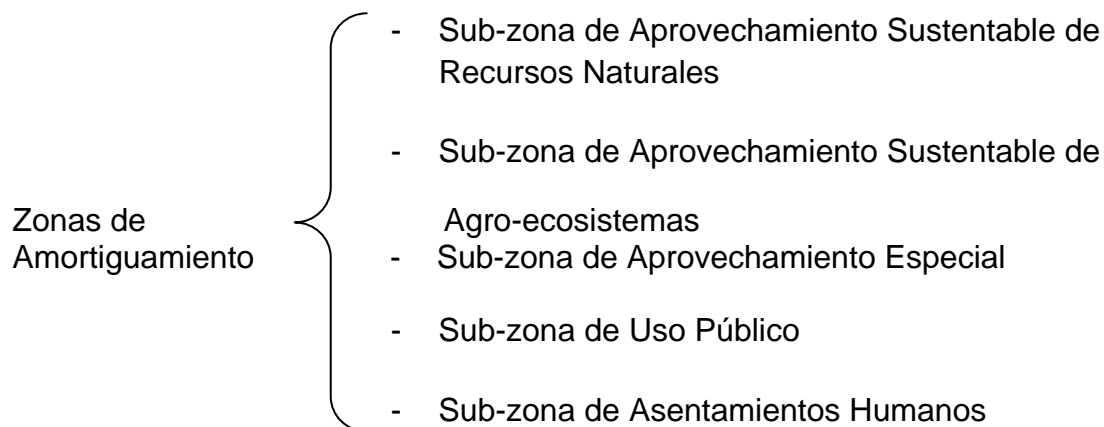 - Sub-zona de Aprovechamiento Sustentable de
Recursos Naturales
- Sub-zona de Aprovechamiento Sustentable de
Zonas de
Amortiguamiento
Agro-ecosistemas
- Sub-zona de Aprovechamiento Especial
- Sub-zona de Uso Público
- Sub-zona de Asentamientos Humanos